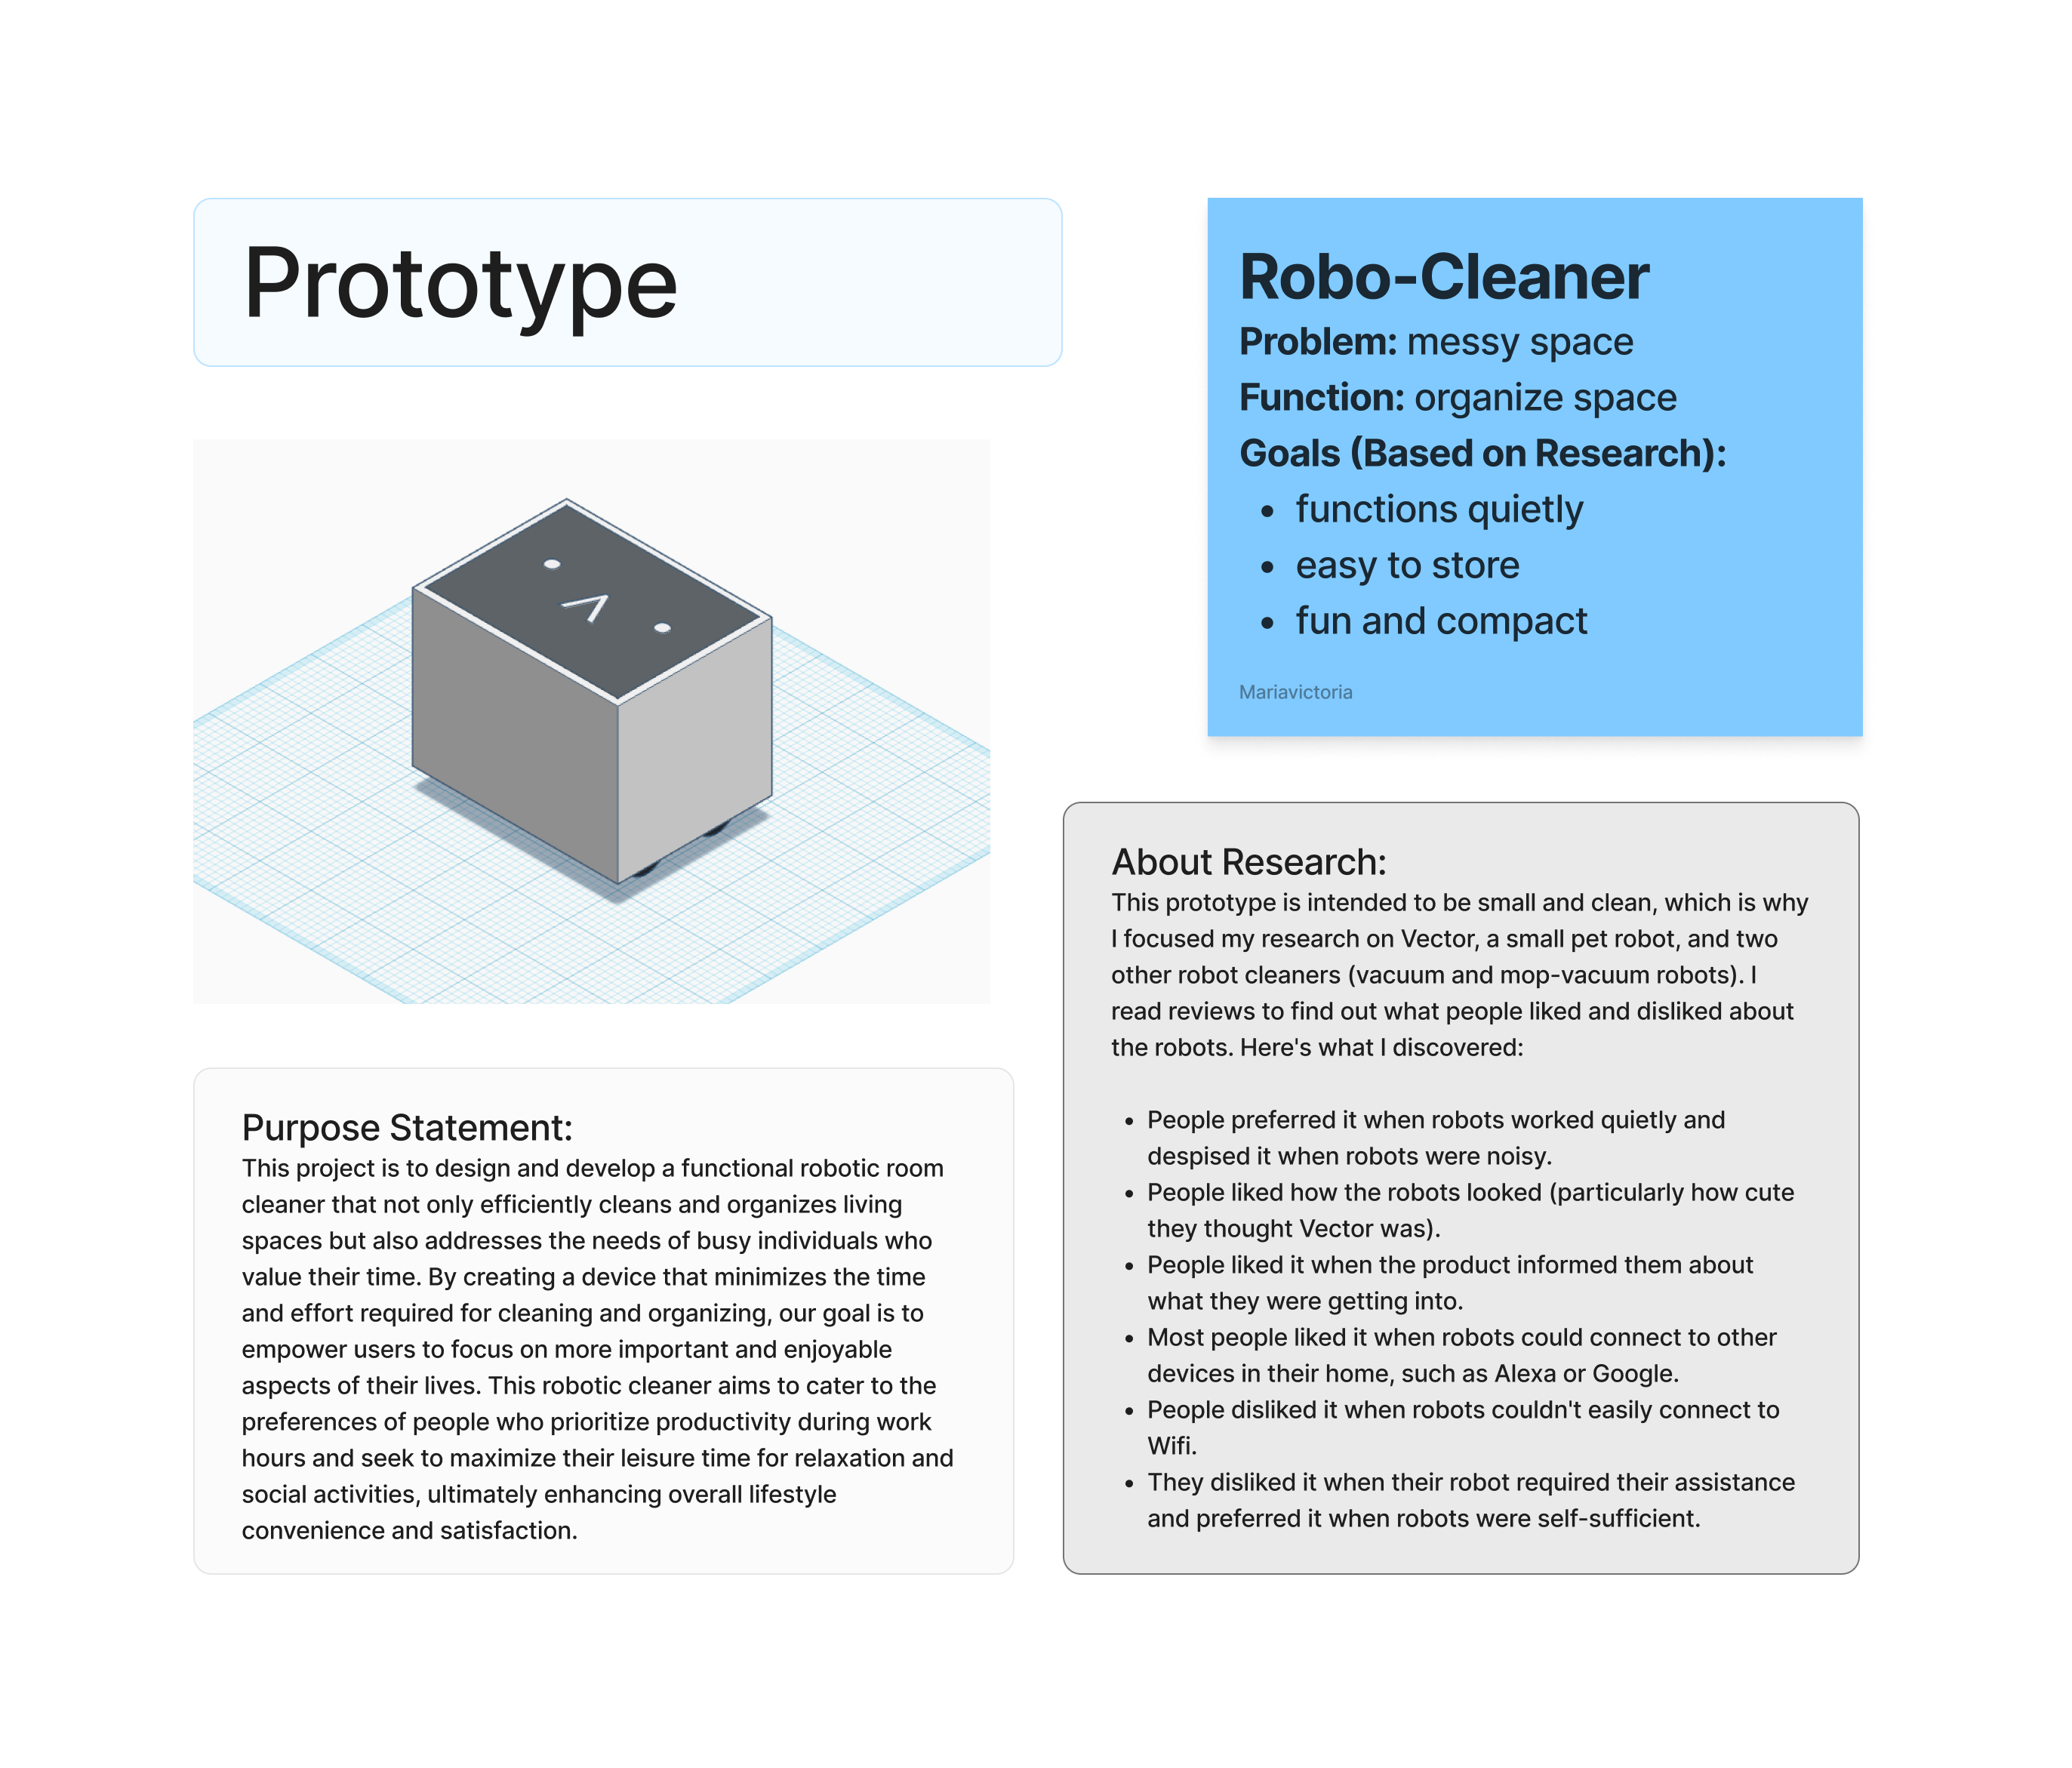 Prototype
Robo-Cleaner
Problem: messy space
Function: organize space
Goals (Based on Research):
• functions quietly
• easy to store
• fun and compact
Mariavictoria
Purpose Statement:
This project is to design and develop a functional robotic room
cleaner that not only efficiently cleans and organizes living
spaces but also addresses the needs of busy individuals who
value their time. By creating a device that minimizes the time
and effort required for cleaning and organizing, our goal is to
empower users to focus on more important and enjoyable
aspects of their lives. This robotic cleaner aims to cater to the
preferences of people who prioritize productivity during work
hours and seek to maximize their leisure time for relaxation and
social activities, ultimately enhancing overall lifestyle
convenience and satisfaction.
About Research:
This prototype is intended to be small and clean, which is why
I focused my research on Vector, a small pet robot, and two
other robot cleaners (vacuum and mop-vacuum robots). I
read reviews to find out what people liked and disliked about
the robots. Here's what I discovered:
• People preferred it when robots worked quietly and
despised it when robots were noisy.
• People liked how the robots looked (particularly how cute
they thought Vector was).
• People liked it when the product informed them about
what they were getting into.
• Most people liked it when robots could connect to other
devices in their home, such as Alexa or Google.
• People disliked it when robots couldn't easily connect to
Wifi.
• They disliked it when their robot required their assistance
and preferred it when robots were self-sufficient.